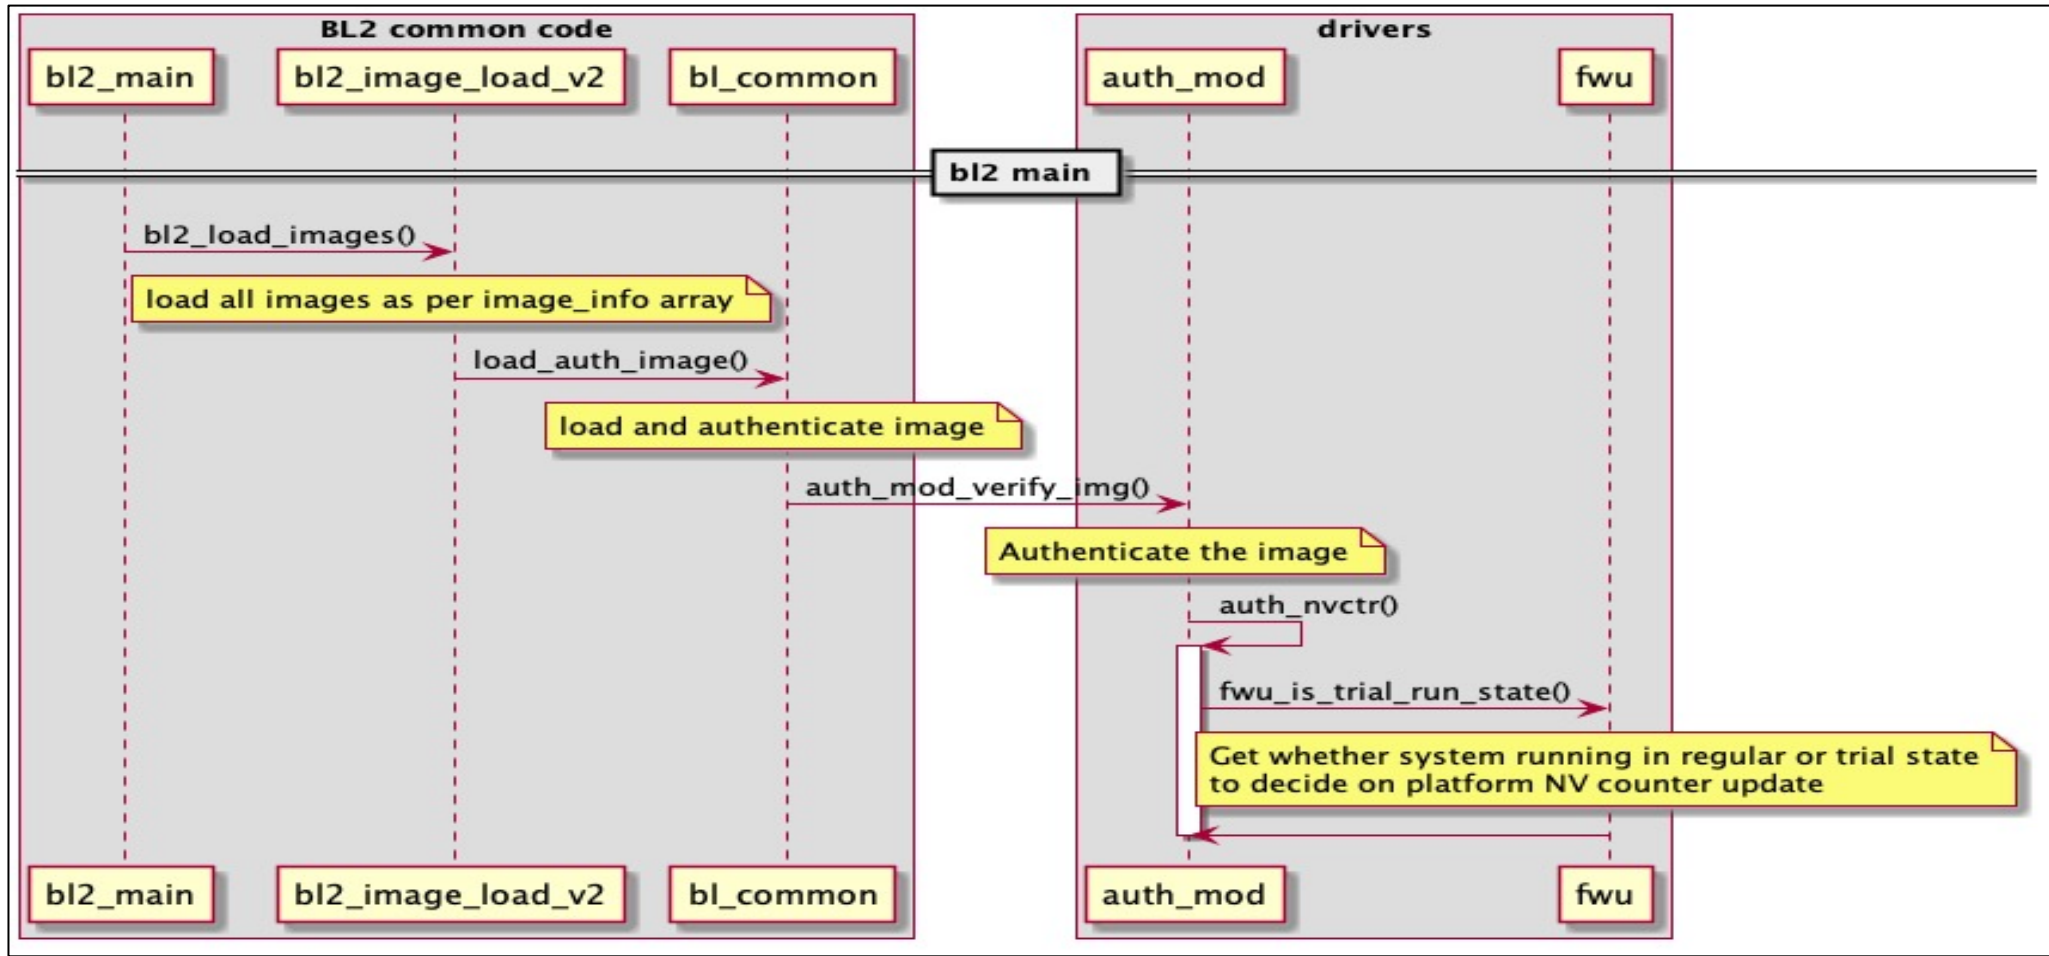 BL2 common code
drivers
bl2_main
bl2_image_load_v2
bl_common
auth_mod
fwu
bl2 main
bl2_load_images()
load all images as per image_info array
load_auth_image()
load and authenticate image
auth_mod_verify_img()
Authenticate the image
auth_nvctr()
fwu_is_trial_run_state()
Get whether system running in regular or trial state
to decide on platform NV counter update
bl2_main
bl2_image_load_v2
bl_common
auth_mod
fwu